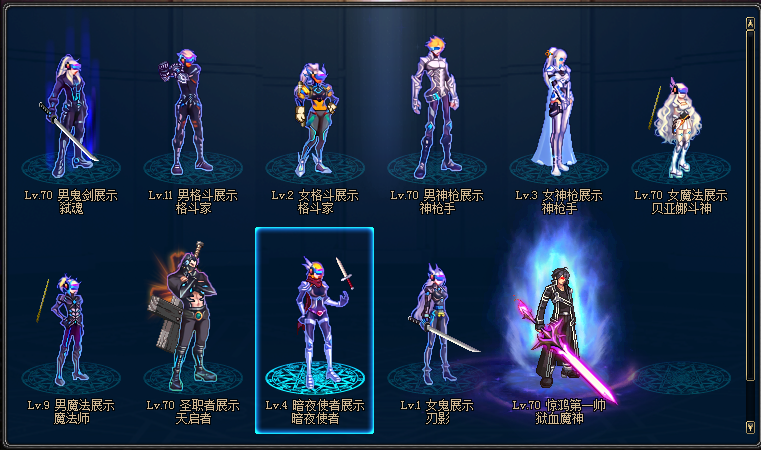 Lv.70 男鬼剑展示
弑魂
Lv.11 男格斗展示
格斗家
Lv.2 女格斗展示
格斗家
Lv.70 男神枪展示
神枪手
Lv.3 女神枪展示
神枪手
Lv.70 女魔法展示
贝亚娜斗神
Lv.9 男魔法展示
魔法师
Lv.70 圣职者展示
天启者
Lv.4 暗夜使者展示
暗夜使者
Lv.1 女鬼展示
刃影
Lv.70 惊鸿第一帅
狱血魔神